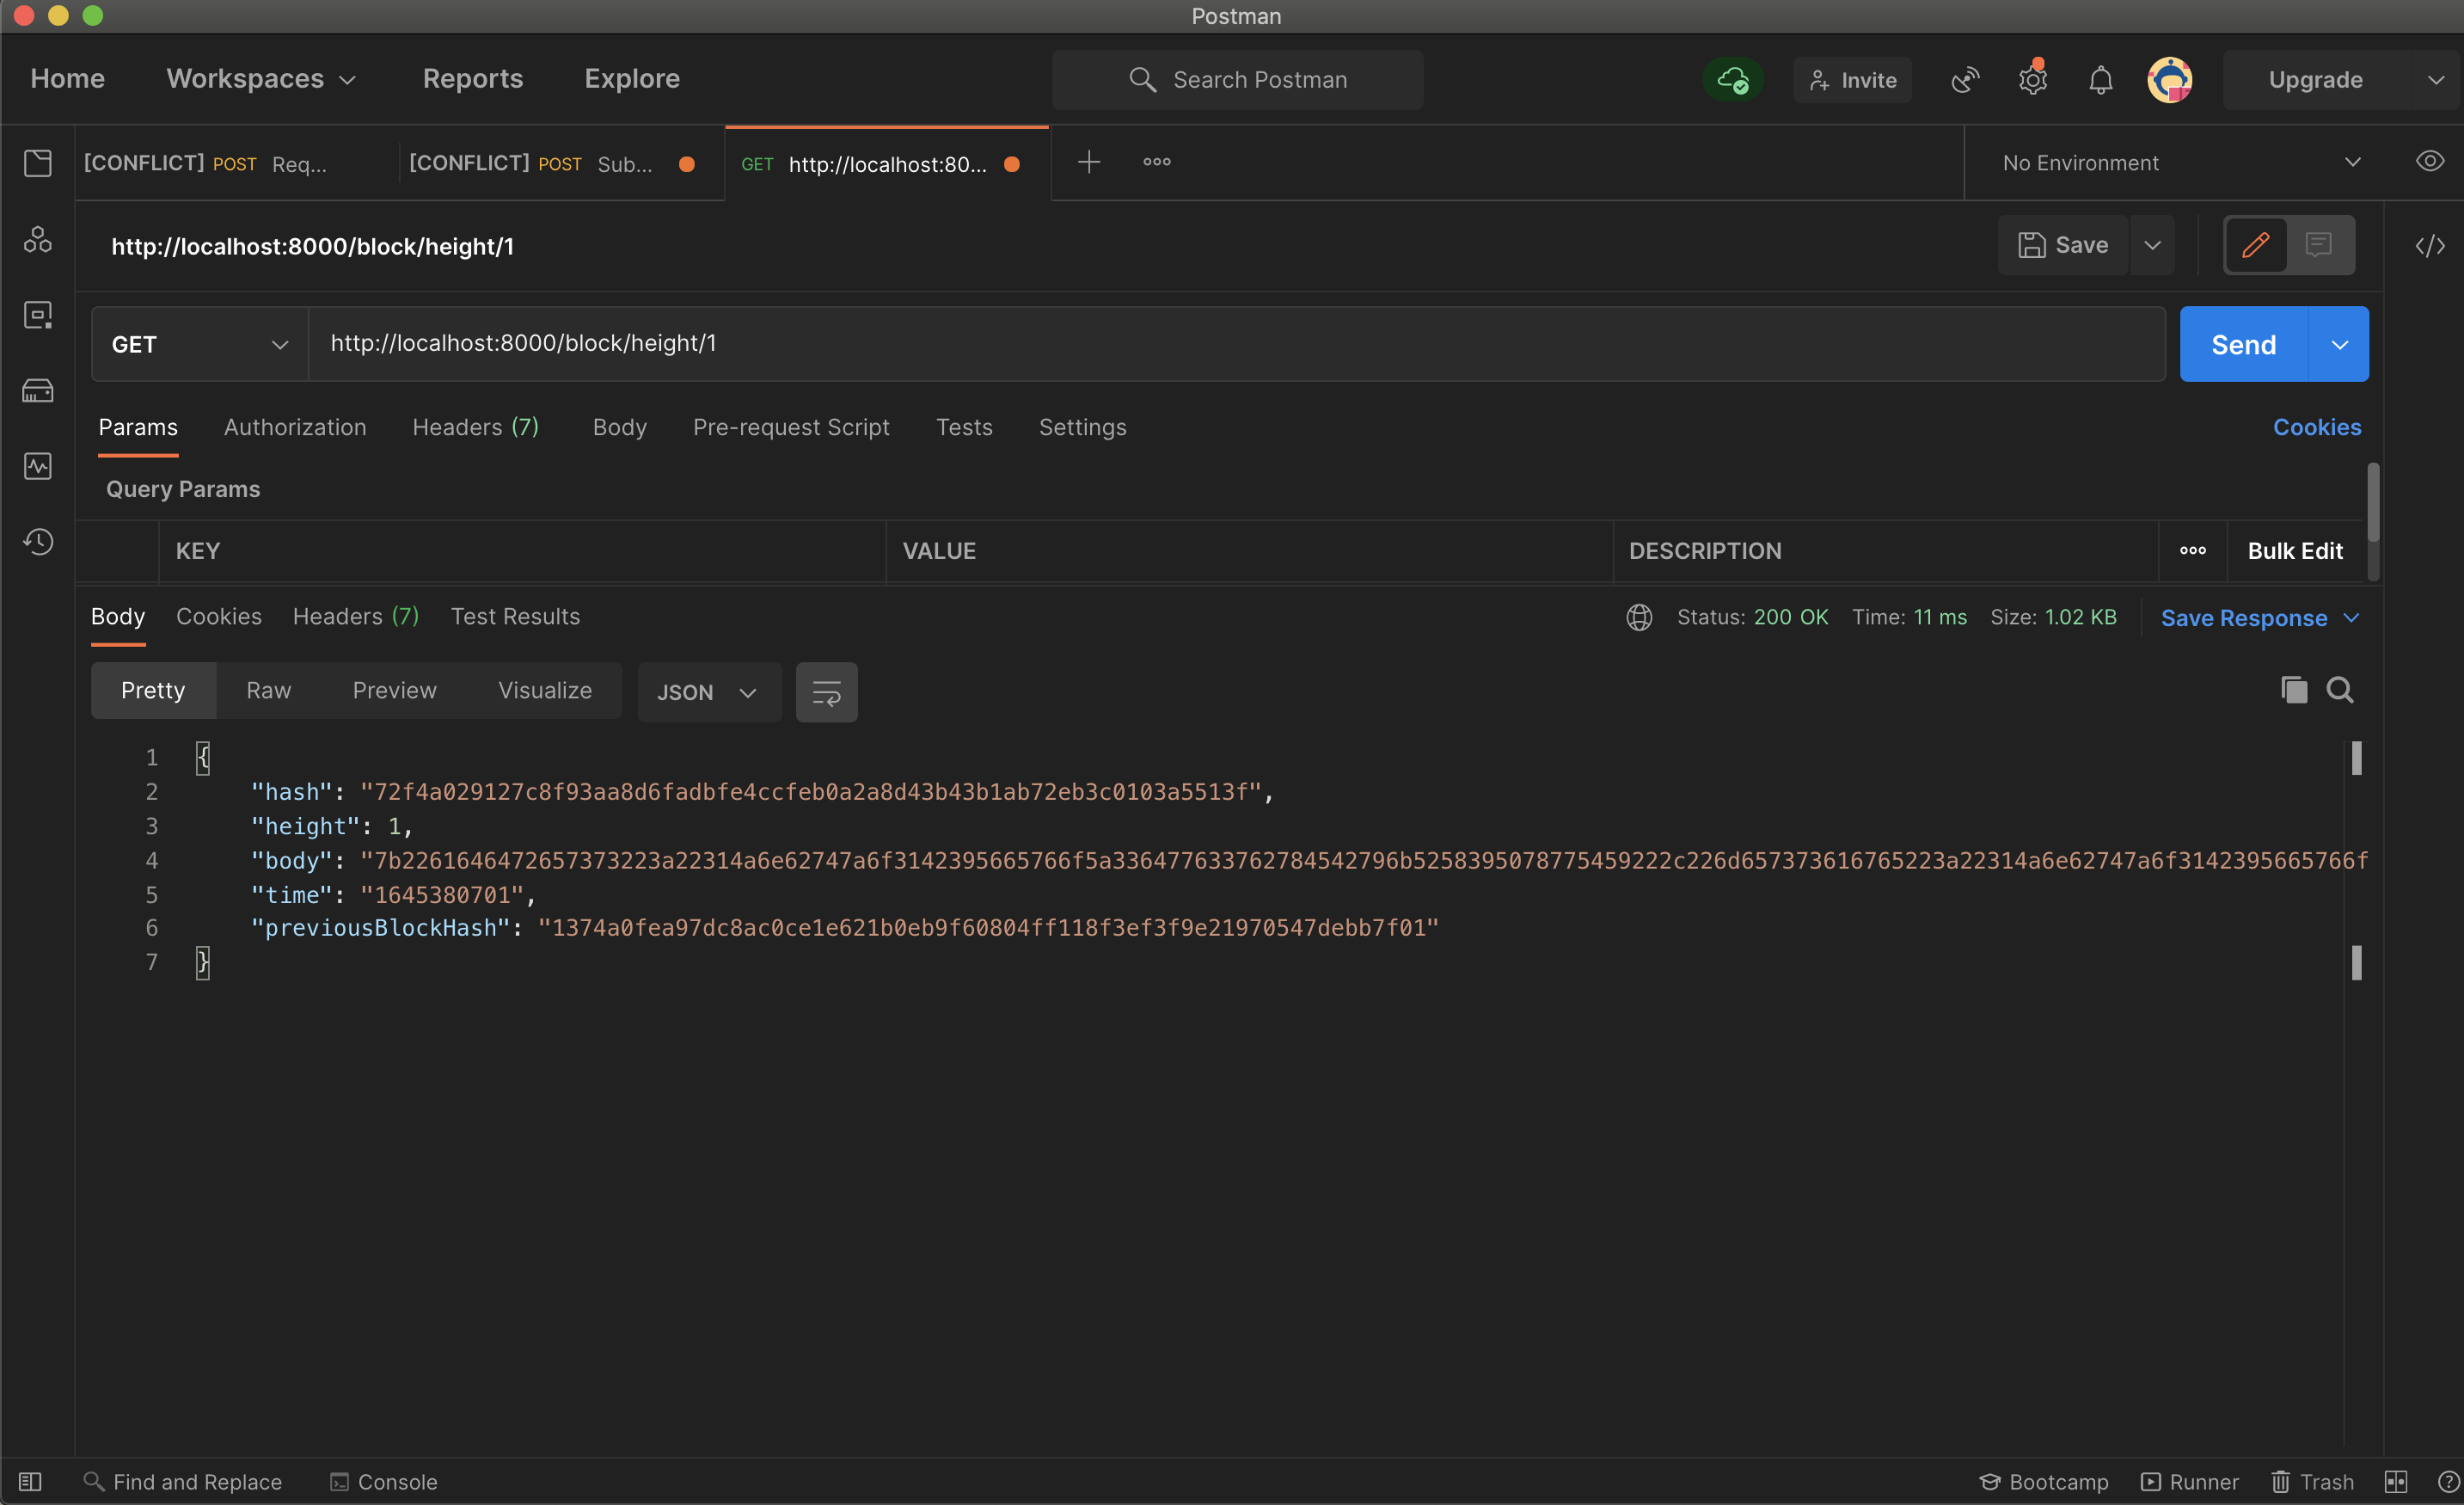 Postman
Home Workspaces Reports Explore Search Postman Invite Upgrade
[CONFLICT] POST Req... [CONFLICT] POST Sub... GET http://localhost:80... No Environment
http://localhost:8000/block/height/1 Save
GET http://localhost:8000/block/height/1 Send
Params Authorization Headers (7) Body Pre-request Script Tests Settings Cookies
Query Params
KEY VALUE DESCRIPTION Bulk Edit
Body Cookies Headers (7) Test Results Status: 200 OK Time: 11 ms Size: 1.02 KB Save Response
Pretty Raw Preview Visualize JSON
1 {
2 "hash": "72f4a029127c8f93aa8d6fadbfe4ccfeb0a2a8d43b43b1ab72eb3c0103a5513f",
3 "height": 1,
4 "body": "7b2261646472657373223a22314a6e62747a6f3142395665766f5a336477633762784542796b5258395078775459222c226d657373616765223a22314a6e62747a6f3142395665766f
5 "time": "1645380701",
6 "previousBlockHash": "1374a0fea97dc8ac0ce1e621b0eb9f60804ff118f3ef3f9e21970547debb7f01"
7 }
Find and Replace Console Bootcamp Runner Trash